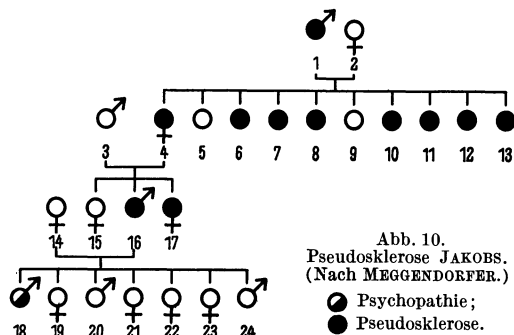 1 2
3 4 5 6 7 8 9 10 11 12 13
14 15 16 17
18 19 20 21 22 23 24
Abb. 10.
Pseudosklerose JAKOBS.
(Nach MEGGENDORFER.)
Psychopathie;
Pseudosklerose.